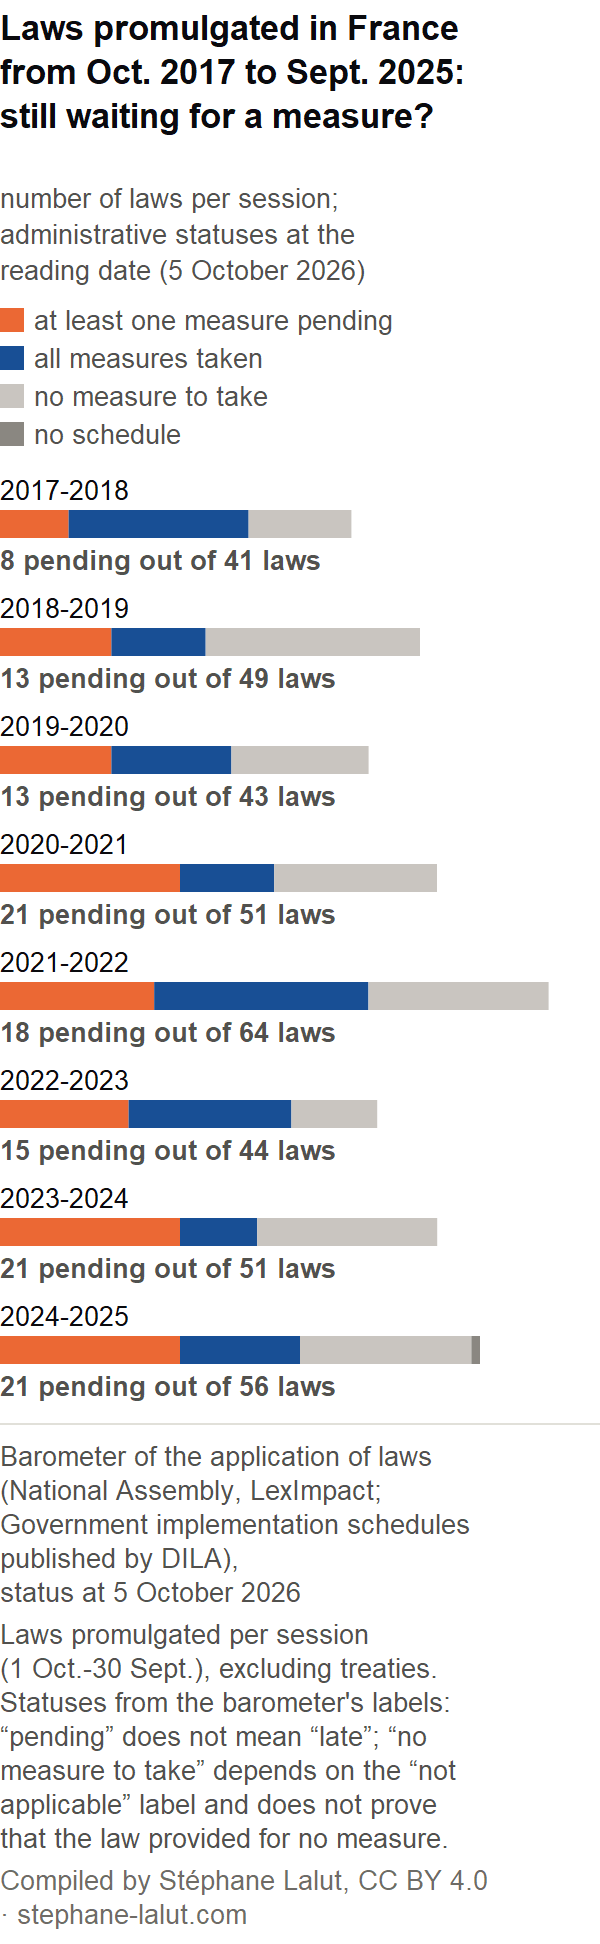 Laws promulgated in France
from Oct. 2017 to Sept. 2025:
still waiting for a measure?
number of laws per session;
administrative statuses at the
reading date (5 October 2026)
at least one measure pending
all measures taken
no measure to take
no schedule
2017-2018
8 pending out of 41 laws
2018-2019
13 pending out of 49 laws
2019-2020
13 pending out of 43 laws
2020-2021
21 pending out of 51 laws
2021-2022
18 pending out of 64 laws
2022-2023
15 pending out of 44 laws
2023-2024
21 pending out of 51 laws
2024-2025
21 pending out of 56 laws
Barometer of the application of laws
(National Assembly, LexImpact;
Government implementation schedules
published by DILA),
status at 5 October 2026
Laws promulgated per session
(1 Oct.-30 Sept.), excluding treaties.
Statuses from the barometer's labels:
“pending” does not mean “late”; “no
measure to take” depends on the “not
applicable” label and does not prove
that the law provided for no measure.
Compiled by Stéphane Lalut, CC BY 4.0
· stephane-lalut.com